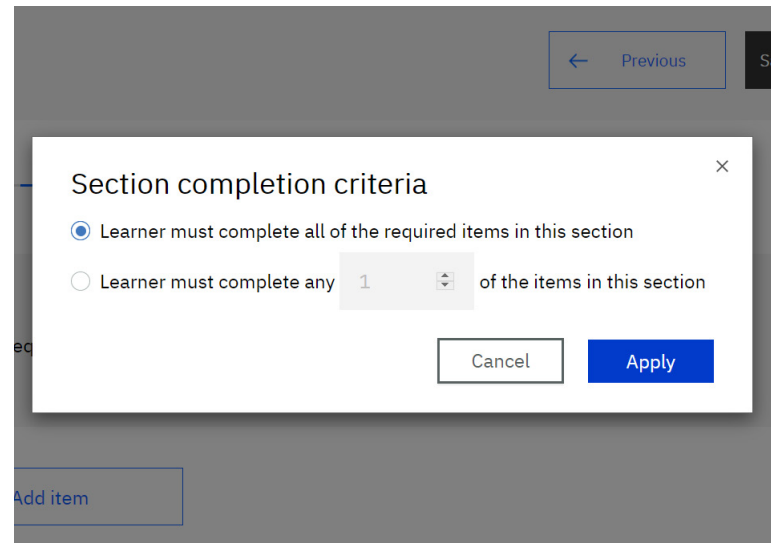 ← Previous
Section completion criteria
Learner must complete all of the required items in this section
Learner must complete any 1 of the items in this section
Cancel
Apply
Add item